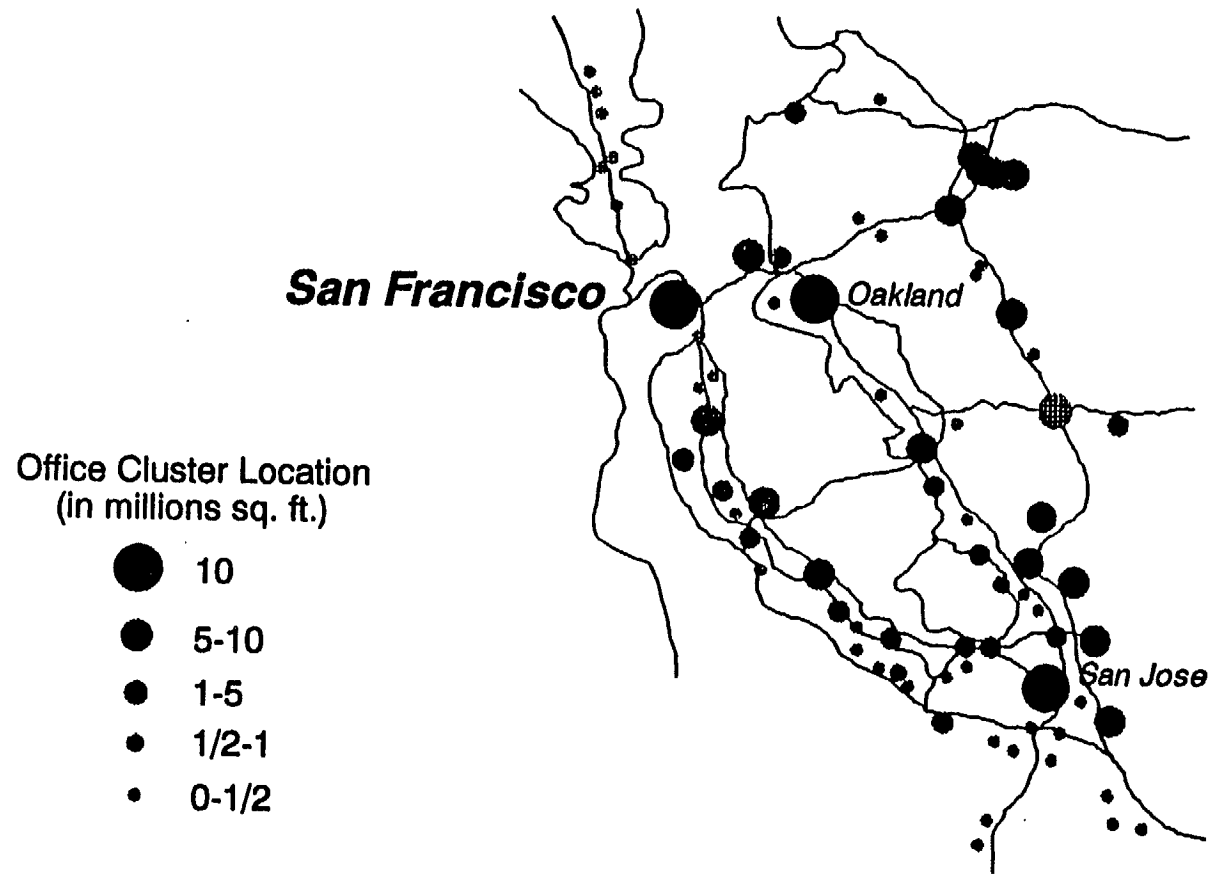 San Francisco
Oakland
Office Cluster Location
(in millions sq. ft.)
10
5-10
1-5
1/2-1
0-1/2
San Jose